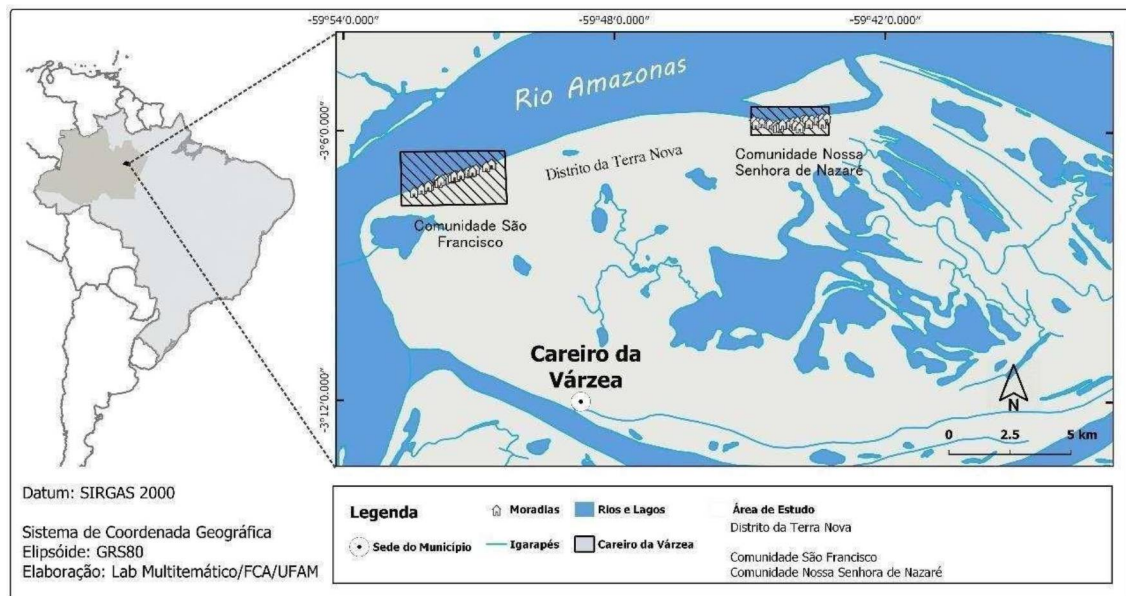 -59°54'0.000"
-59°48'0.000"
-59°42'0.000"
Rio Amazonas
-3°6'0.000"
Distrito da Terra Nova
Comunidade Nossa
Senhora de Nazaré
Comunidade São
Francisco
Careiro da
Várzea
-3°12'0.000"
N
0 2.5 5 km
Datum: SIRGAS 2000
Sistema de Coordenada Geográfica
Elipsóide: GRS80
Elaboração: Lab Multitemático/FCA/UFAM
Legenda
Moradias
Rios e Lagos
Área de Estudo
Distrito da Terra Nova
Sede do Município
Igarapés
Careiro da Várzea
Comunidade São Francisco
Comunidade Nossa Senhora de Nazaré